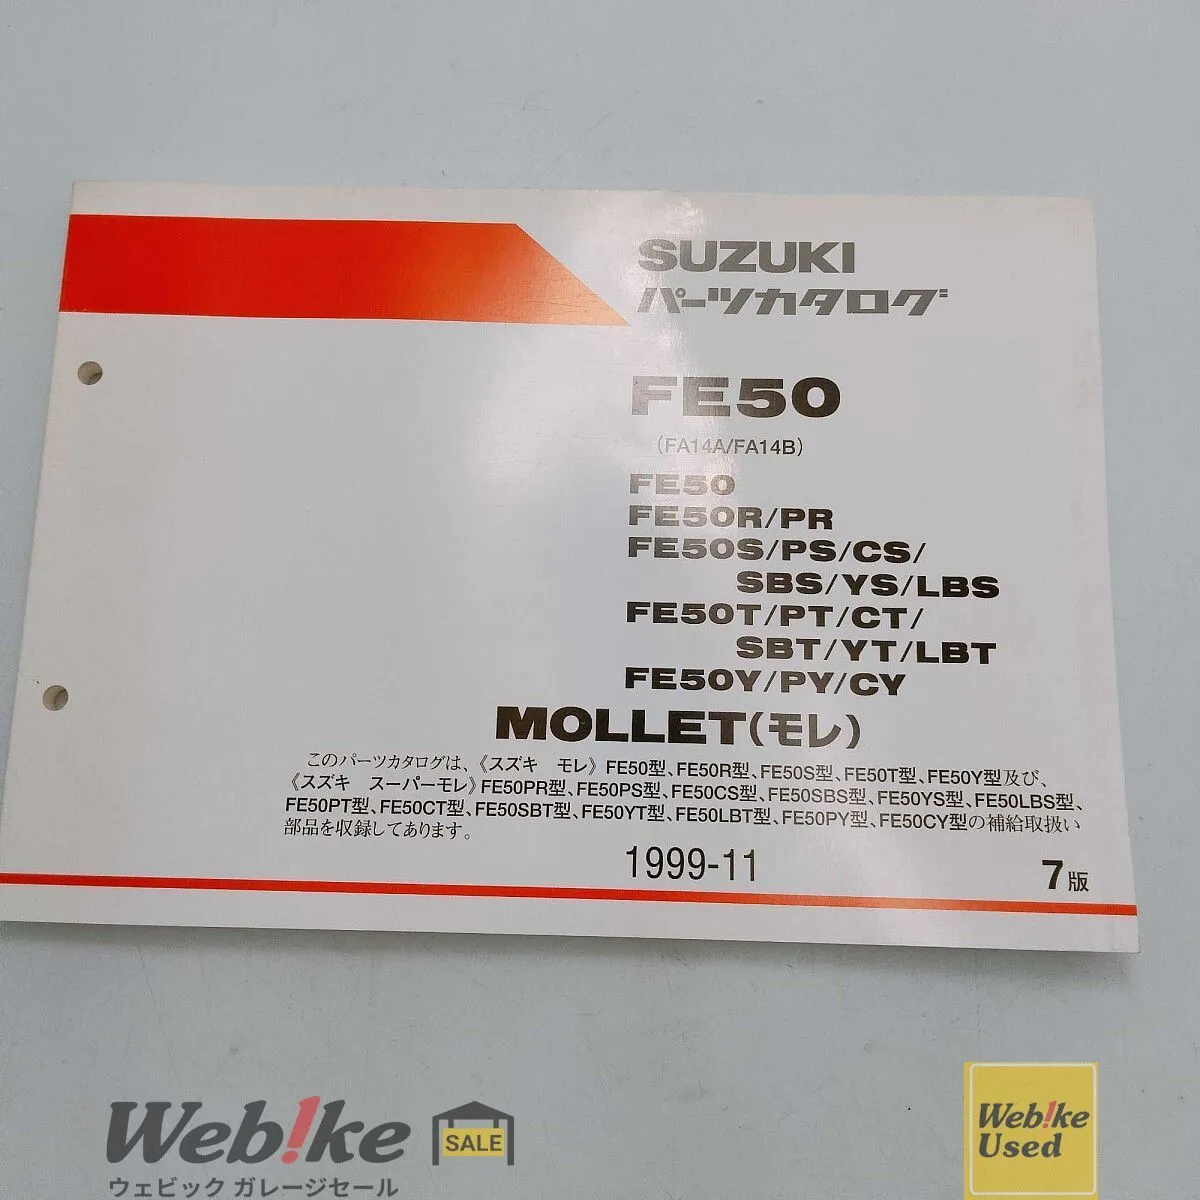 SUZUKI
パーツカタログ
FE50
(FA14A/FA14B)
FE50
FE50R/PR
FE50S/PS/CS/
SBS/YS/LBS
FE50T/PT/CT/
SBT/YT/LBT
FE50Y/PY/CY
MOLLET(モレ)
このパーツカタログは、《スズキ　モレ》FE50型、FE50R型、FE50S型、FE50T型、FE50Y型及び、
《スズキ　スーパーモレ》FE50PR型、FE50PS型、FE50CS型、FE50SBS型、FE50YS型、FE50LBS型、
FE50PT型、FE50CT型、FE50SBT型、FE50YT型、FE50LBT型、FE50PY型、FE50CY型の補給取扱い
部品を収録してあります。
1999-11
7版
Web!ke SALE
ウェビック ガレージセール
Web!ke
Used